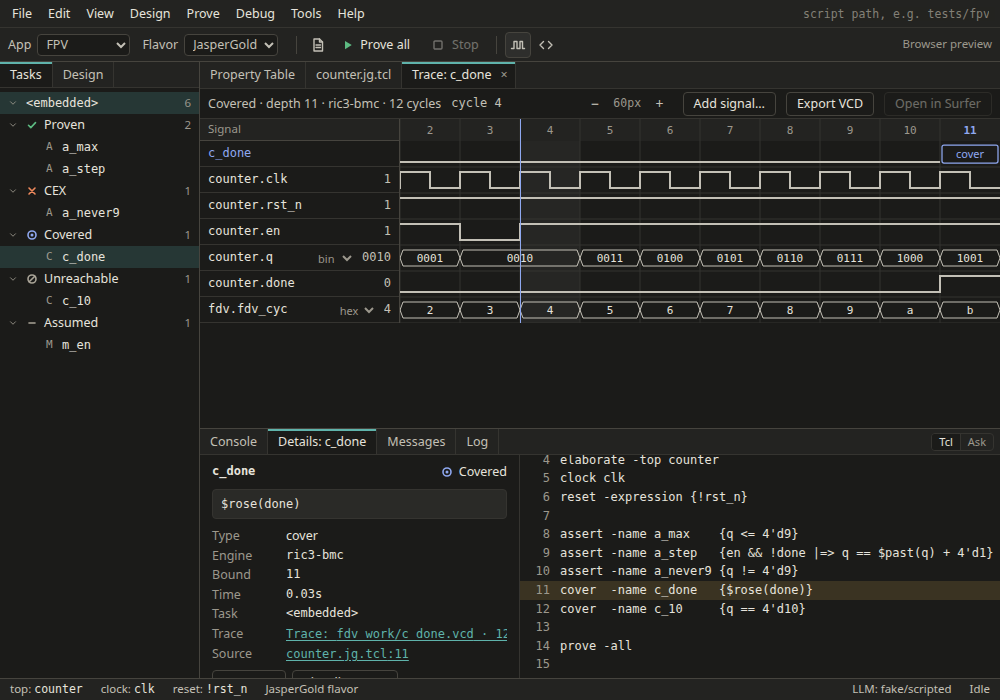 File Edit View Design Prove Debug Tools Help script path, e.g. tests/fpv
App FPV Flavor JasperGold Prove all Stop Browser preview
Tasks Design Property Table counter.jg.tcl Trace: c_done ×
<embedded> 6
Proven 2
A a_max
A a_step
CEX 1
A a_never9
Covered 1
C c_done
Unreachable 1
C c_10
Assumed 1
M m_en
Covered · depth 11 · ric3-bmc · 12 cycles cycle 4 − 60px + Add signal... Export VCD Open in Surfer
Signal 2 3 4 5 6 7 8 9 10 11
c_done cover
counter.clk 1
counter.rst_n 1
counter.en 1
counter.q bin 0010 0001 0010 0011 0100 0101 0110 0111 1000 1001
counter.done 0
fdv.fdv_cyc hex 4 2 3 4 5 6 7 8 9 a b
Console Details: c_done Messages Log Tcl Ask
c_done Covered
$rose(done)
Type cover
Engine ric3-bmc
Bound 11
Time 0.03s
Task <embedded>
Trace Trace: fdv_work/c_done.vcd · 12
Source counter.jg.tcl:11
4 elaborate -top counter
5 clock clk
6 reset -expression {!rst_n}
7
8 assert -name a_max {q <= 4'd9}
9 assert -name a_step {en && !done |=> q == $past(q) + 4'd1}
10 assert -name a_never9 {q != 4'd9}
11 cover -name c_done {$rose(done)}
12 cover -name c_10 {q == 4'd10}
13
14 prove -all
15
top: counter clock: clk reset: !rst_n JasperGold flavor LLM: fake/scripted Idle